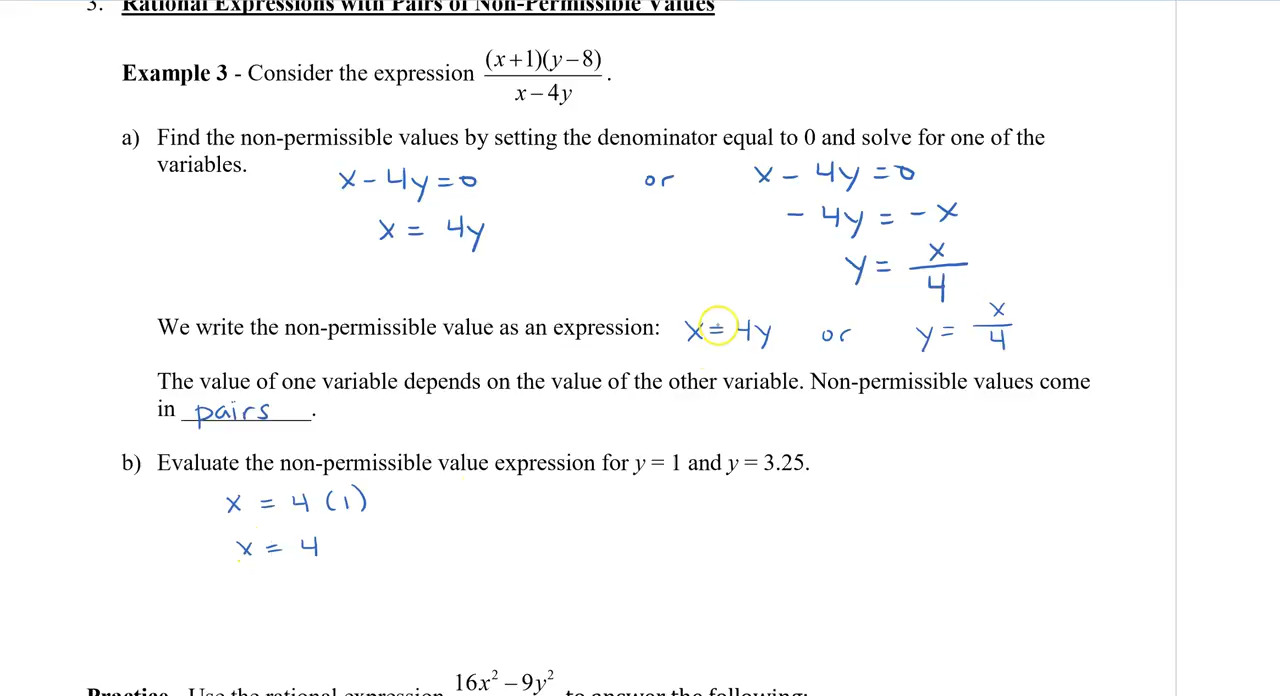 3. Rational Expressions with Pairs of Non-Permissible Values
Example 3 - Consider the expression (x+1)(y−8) / x−4y .
a) Find the non-permissible values by setting the denominator equal to 0 and solve for one of the
variables.
x - 4y = 0 or x - 4y = 0
x = 4y - 4y = - x
y = x/4
We write the non-permissible value as an expression: x = 4y or y = x/4
The value of one variable depends on the value of the other variable. Non-permissible values come
in pairs.
b) Evaluate the non-permissible value expression for y = 1 and y = 3.25.
x = 4 (1)
x = 4
Practice - Use the rational expression 16x² − 9y² to answer the following: